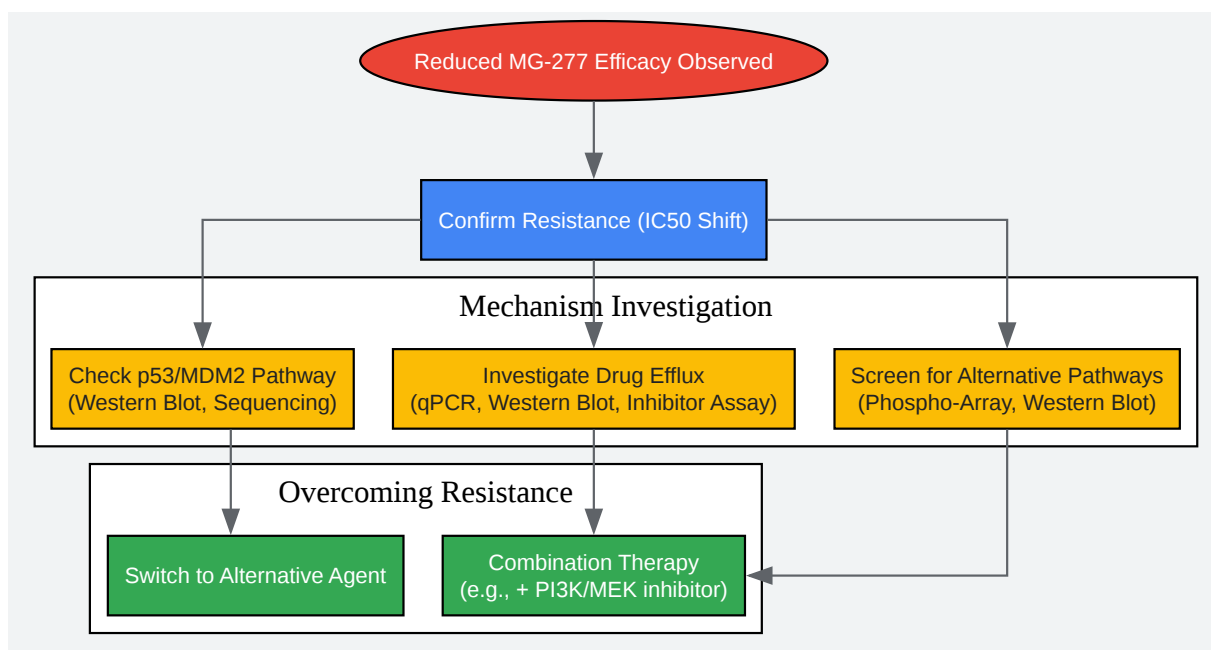 Reduced MG-277 Efficacy Observed
Confirm Resistance (IC50 Shift)
Mechanism Investigation
Check p53/MDM2 Pathway
(Western Blot, Sequencing)
Investigate Drug Efflux
(qPCR, Western Blot, Inhibitor Assay)
Screen for Alternative Pathways
(Phospho-Array, Western Blot)
Overcoming Resistance
Switch to Alternative Agent
Combination Therapy
(e.g., + PI3K/MEK inhibitor)